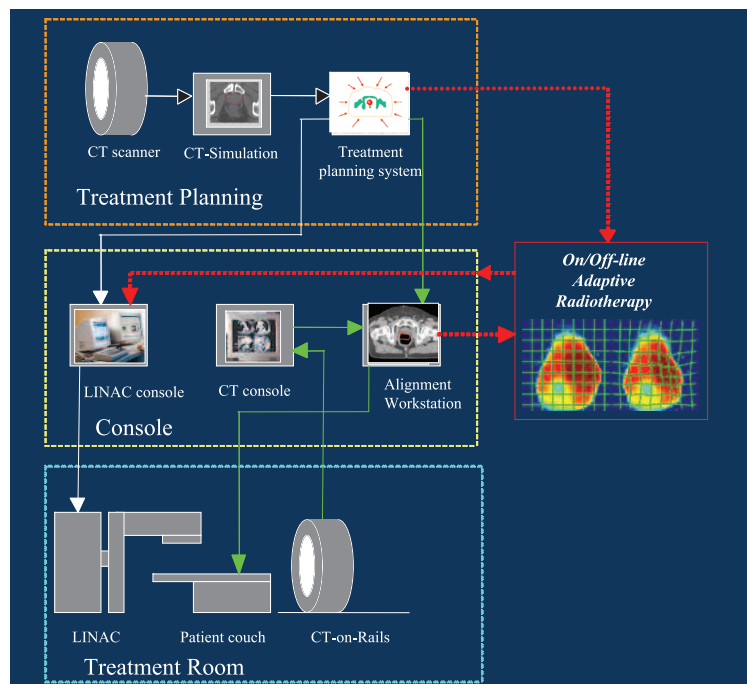 CT scanner
CT-Simulation
Treatment
planning system
Treatment Planning
On/Off-line
Adaptive
Radiotherapy
LINAC console
CT console
Alignment
Workstation
Console
LINAC
Patient couch
CT-on-Rails
Treatment Room